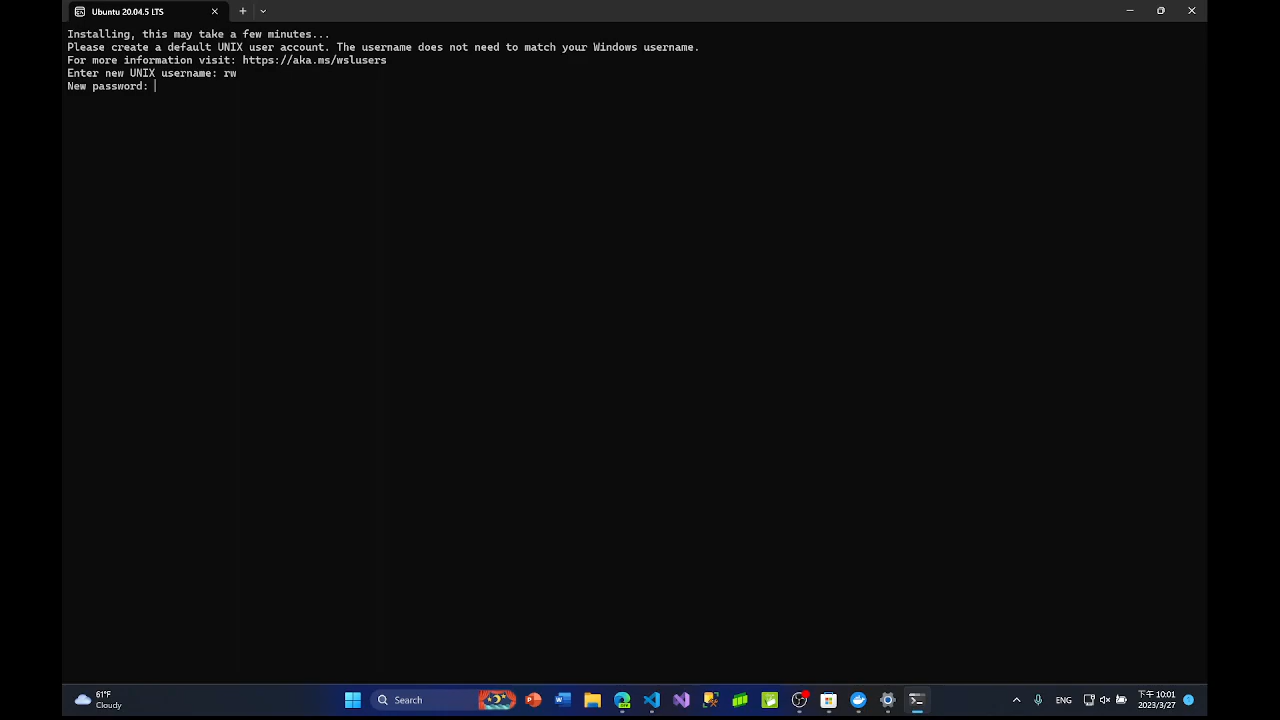 Ubuntu 20.04.5 LTS
Installing, this may take a few minutes...
Please create a default UNIX user account. The username does not need to match your Windows username.
For more information visit: https://aka.ms/wslusers
Enter new UNIX username: rw
New password:
61°F
Cloudy
Search
ENG
下午 10:01
2023/3/27